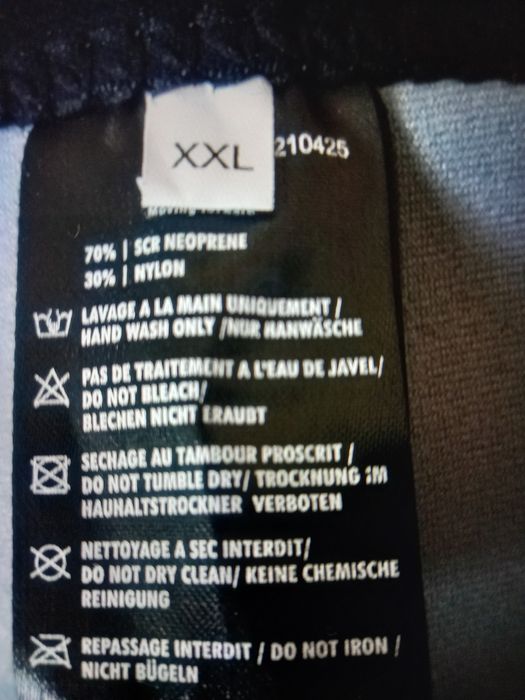 XXL
210425
70% | SCR NEOPRENE
30% | NYLON
LAVAGE A LA MAIN UNIQUEMENT /
HAND WASH ONLY /NUR HANWÄSCHE
PAS DE TRAITEMENT A L'EAU DE JAVEL/
DO NOT BLEACH/
BLECHEN NICHT ERAUBT
SECHAGE AU TAMBOUR PROSCRIT /
DO NOT TUMBLE DRY/ TROCKNUNG IM
HAUHALTSTROCKNER VERBOTEN
NETTOYAGE A SEC INTERDIT/
DO NOT DRY CLEAN/ KEINE CHEMISCHE
REINIGUNG
REPASSAGE INTERDIT / DO NOT IRON /
NICHT BÜGELN